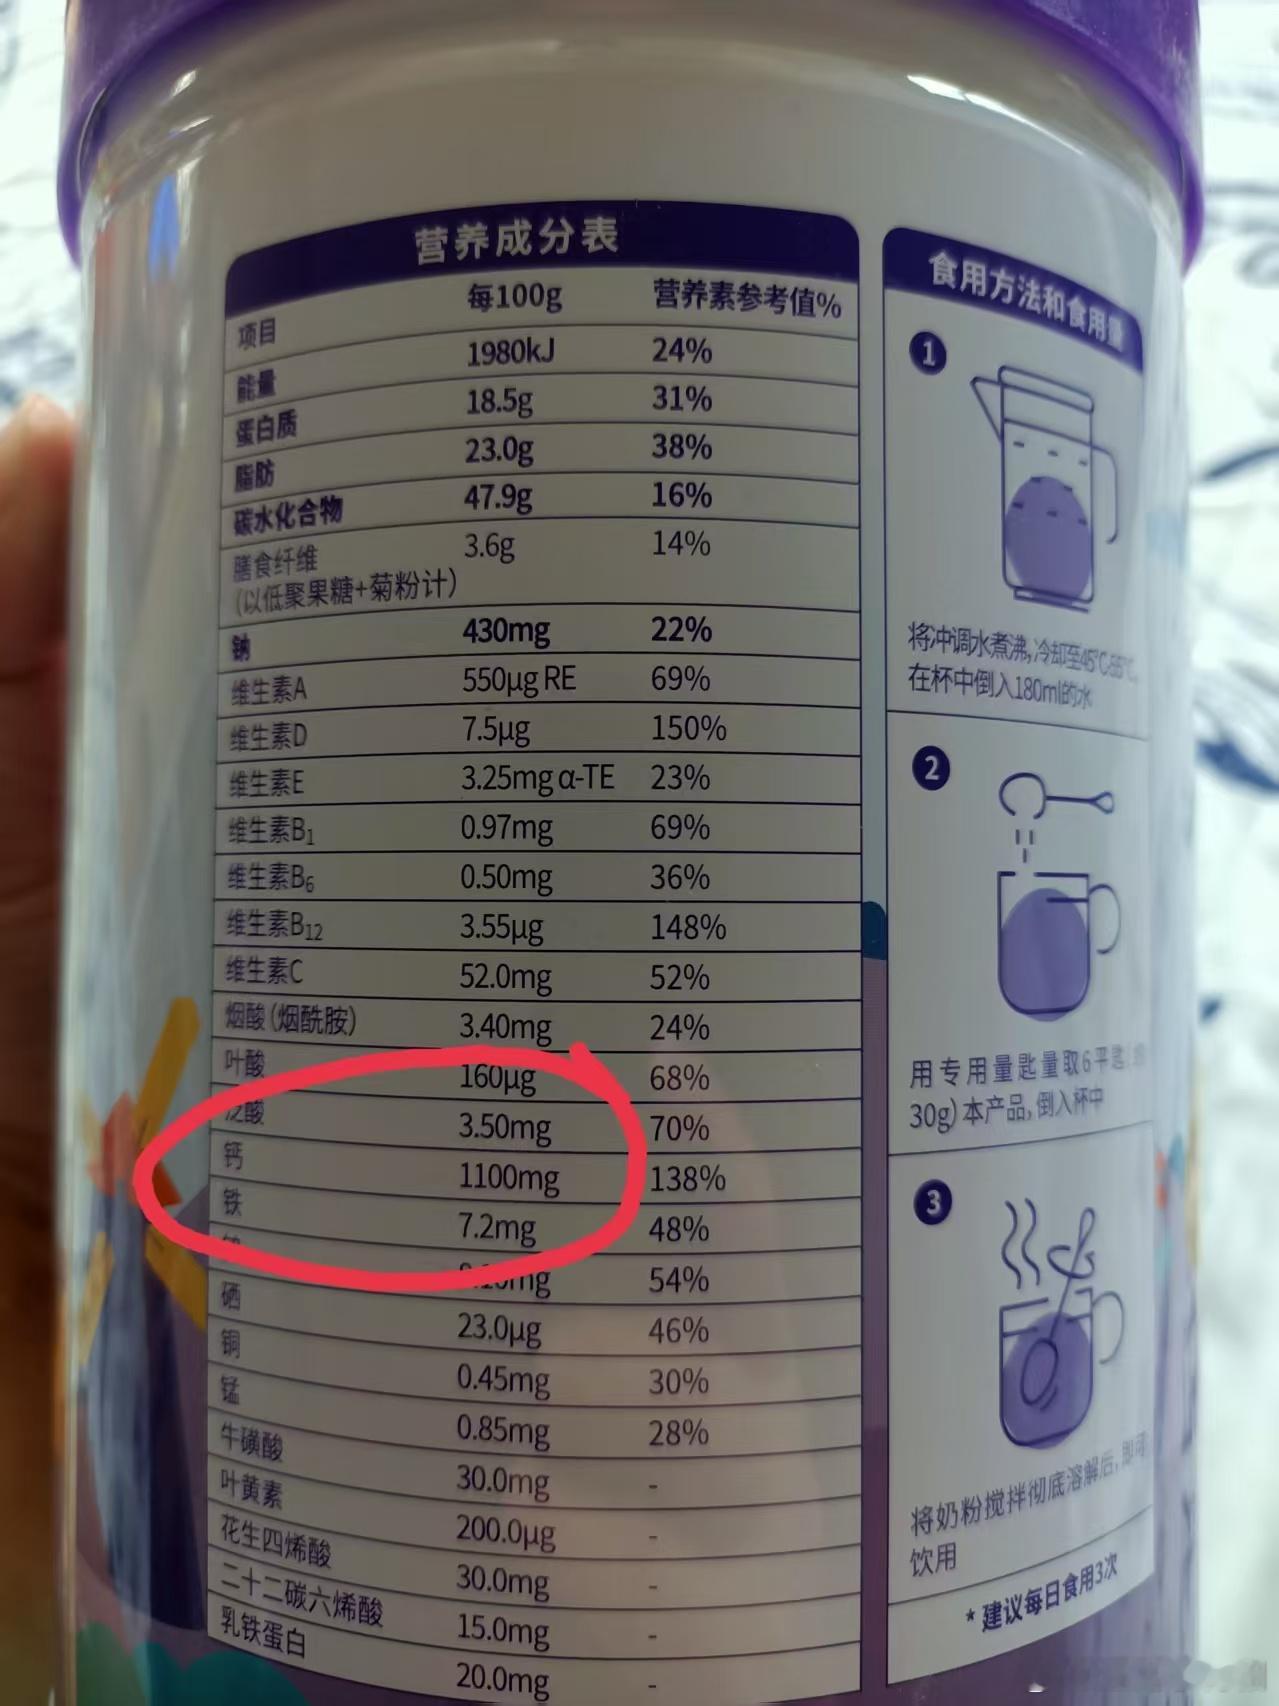 营养成分表
项目 每100g 营养素参考值%
能量 1980kJ 24%
蛋白质 18.5g 31%
脂肪 23.0g 38%
碳水化合物 47.9g 16%
膳食纤维 3.6g 14%
(以低聚果糖+菊粉计)
钠 430mg 22%
维生素A 550μg RE 69%
维生素D 7.5μg 150%
维生素E 3.25mg α-TE 23%
维生素B1 0.97mg 69%
维生素B6 0.50mg 36%
维生素B12 3.55μg 148%
维生素C 52.0mg 52%
烟酸(烟酰胺) 3.40mg 24%
叶酸 160μg 68%
泛酸 3.50mg 70%
钙 1100mg 138%
铁 7.2mg 48%
54%
硒 23.0μg 46%
铜 0.45mg 30%
锰 0.85mg 28%
牛磺酸 30.0mg -
叶黄素 200.0μg -
花生四烯酸 30.0mg -
二十二碳六烯酸 15.0mg -
乳铁蛋白 20.0mg -
食用方法和食用量
1
将冲调水煮沸,冷却至45°C-55°C,
在杯中倒入180ml的水
2
用专用量匙量取6平匙(
30g)本产品,倒入杯中
3
将奶粉搅拌彻底溶解后,即可
饮用
*建议每日食用3次